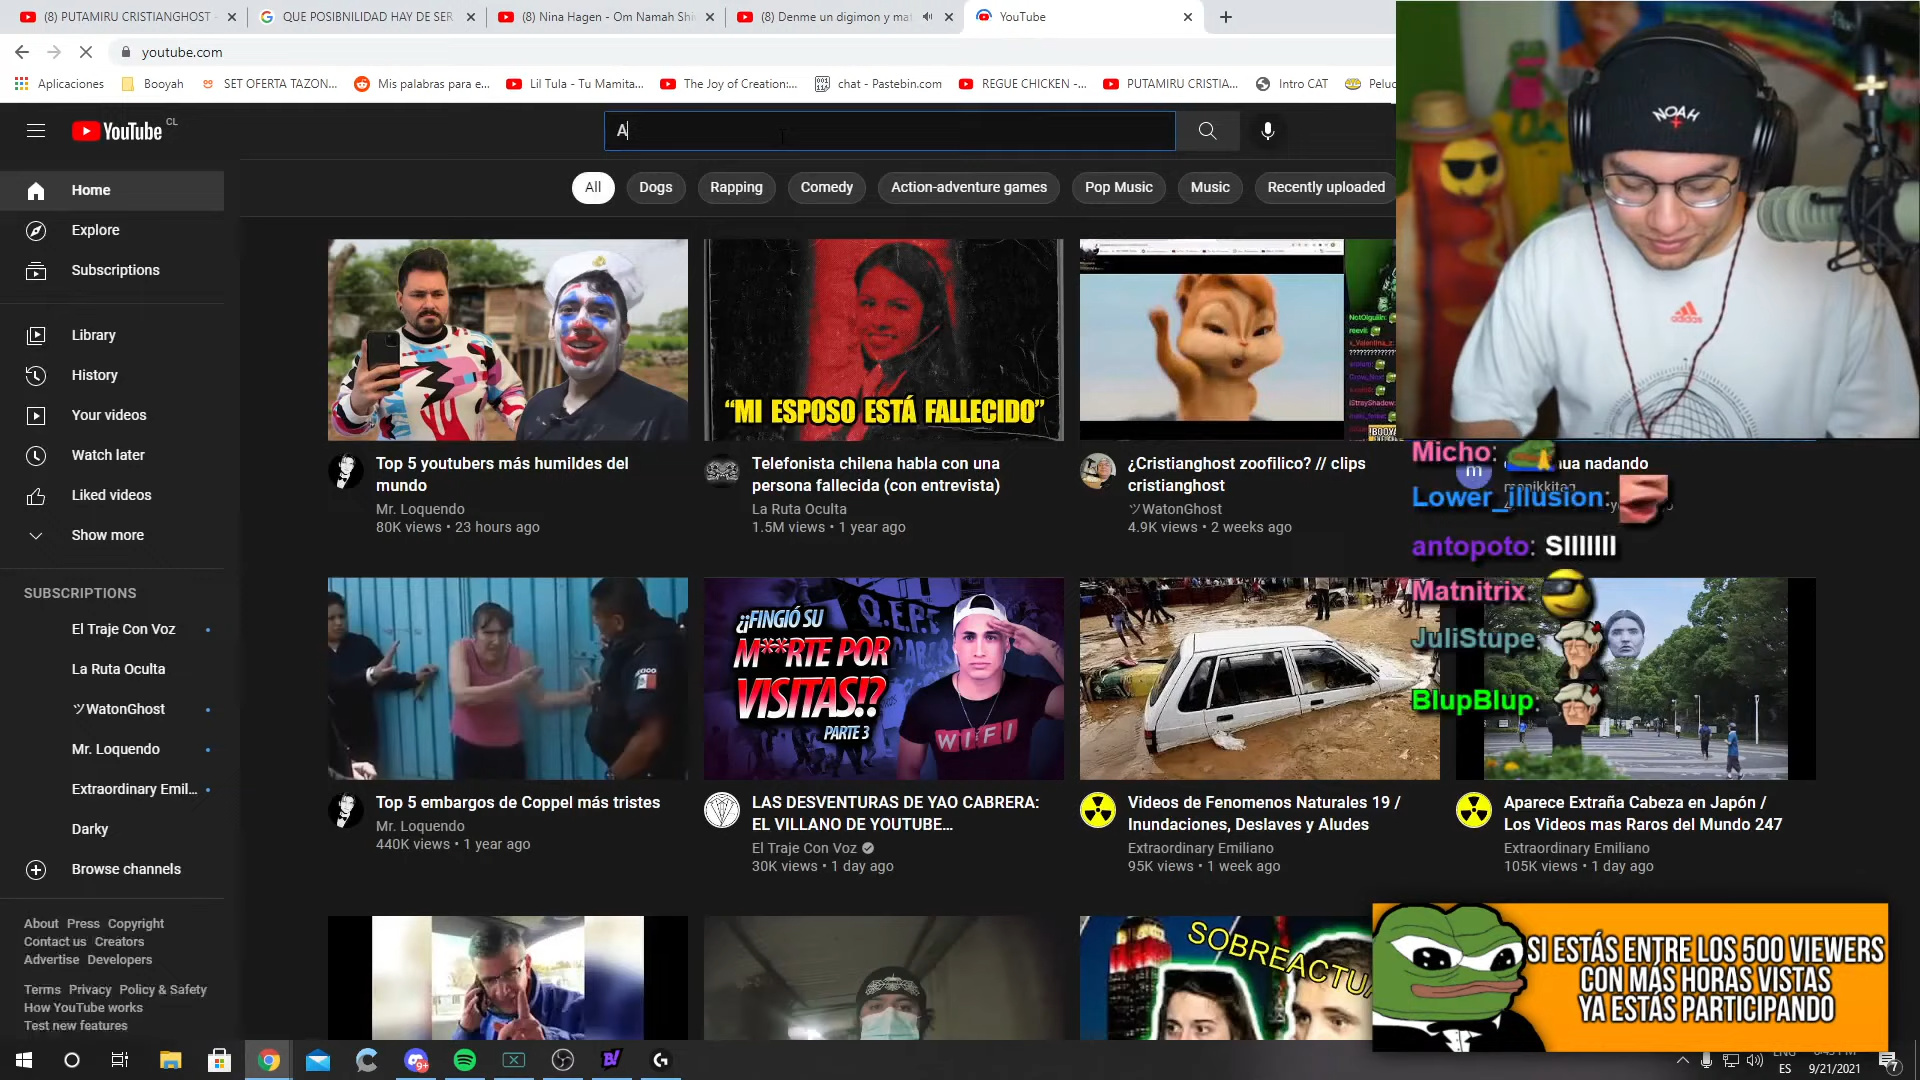 (8) PUTAMIRU CRISTIANGHOST -
QUE POSIBNILIDAD HAY DE SER
(8) Nina Hagen - Om Namah Shi
(8) Denme un digimon y ma
YouTube
youtube.com
Aplicaciones
Booyah
SET OFERTA TAZON...
Mis palabras para e...
Lil Tula - Tu Mamita...
The Joy of Creation:...
chat - Pastebin.com
REGUE CHICKEN -...
PUTAMIRU CRISTIA...
Intro CAT
Peluc
NOAH
YouTube CL
A
All
Dogs
Rapping
Comedy
Action-adventure games
Pop Music
Music
Recently uploaded
Home
Explore
Subscriptions
Library
History
Your videos
Watch later
Liked videos
Show more
SUBSCRIPTIONS
El Traje Con Voz
La Ruta Oculta
ツWatonGhost
Mr. Loquendo
Extraordinary Emil...
Darky
Browse channels
About Press Copyright
Contact us Creators
Advertise Developers
Terms Privacy Policy & Safety
How YouTube works
Test new features
"MI ESPOSO ESTÁ FALLECIDO"
Top 5 youtubers más humildes del
mundo
Mr. Loquendo
80K views • 23 hours ago
Telefonista chilena habla con una
persona fallecida (con entrevista)
La Ruta Oculta
1.5M views • 1 year ago
¿Cristianghost zoofilico? // clips
cristianghost
ツWatonGhost
4.9K views • 2 weeks ago
nadando
Micho:
Lower_illusion:
antopoto: SIIIIIII
Matnitrix:
JuliStupe:
BlupBlup:
¡¿FINGIÓ SU
M**RTE POR
VISITAS!?
PARTE 3
WIFI
Top 5 embargos de Coppel más tristes
Mr. Loquendo
440K views • 1 year ago
LAS DESVENTURAS DE YAO CABRERA:
EL VILLANO DE YOUTUBE...
El Traje Con Voz
30K views • 1 day ago
Videos de Fenomenos Naturales 19 /
Inundaciones, Deslaves y Aludes
Extraordinary Emiliano
95K views • 1 week ago
Aparece Extraña Cabeza en Japón /
Los Videos mas Raros del Mundo 247
Extraordinary Emiliano
105K views • 1 day ago
SOBREACTUA
SI ESTÁS ENTRE LOS 500 VIEWERS
CON MÁS HORAS VISTAS
YA ESTÁS PARTICIPANDO
9+
ES
9/21/2021
7